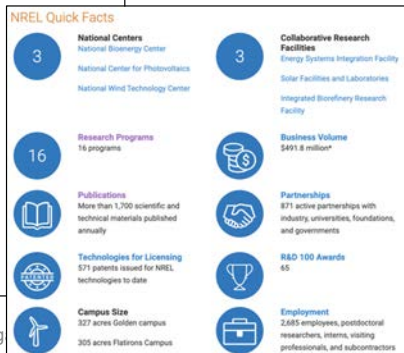 NREL Quick Facts
3
National Centers
National Bioenergy Center
National Center for Photovoltaics
National Wind Technology Center
3
Collaborative Research
Facilities
Energy Systems Integration Facility
Solar Facilities and Laboratories
Integrated Biorefinery Research
Facility
16
Research Programs
16 programs
Business Volume
$491.8 million*
Publications
More than 1,700 scientific and
technical materials published
annually
Partnerships
871 active partnerships with
industry, universities, foundations,
and governments
PATENTED
Technologies for Licensing
571 patents issued for NREL
technologies to date
R&D 100 Awards
65
Campus Size
327 acres Golden campus
305 acres Flatirons Campus
Employment
2,685 employees, postdoctoral
researchers, interns, visiting
professionals, and subcontractors